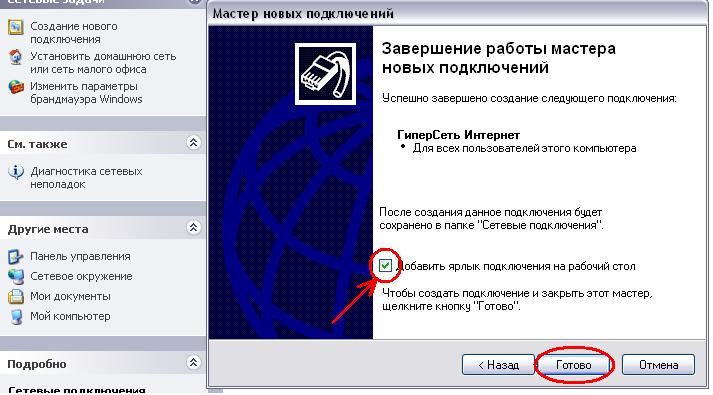 Сетевые задачи
Создание нового
подключения
Установить домашнюю сеть
или сеть малого офиса
Изменить параметры
брандмауэра Windows
См. также
Диагностика сетевых
неполадок
Другие места
Панель управления
Сетевое окружение
Мои документы
Мой компьютер
Подробно
Сетевые подключения
Мастер новых подключений
Завершение работы мастера
новых подключений
Успешно завершено создание следующего подключения:
ГиперСеть Интернет
• Для всех пользователей этого компьютера
После создания данное подключения будет
сохранено в папке "Сетевые подключения".
Добавить ярлык подключения на рабочий стол
Чтобы создать подключение и закрыть этот мастер,
щелкните кнопку "Готово".
< Назад
Готово
Отмена